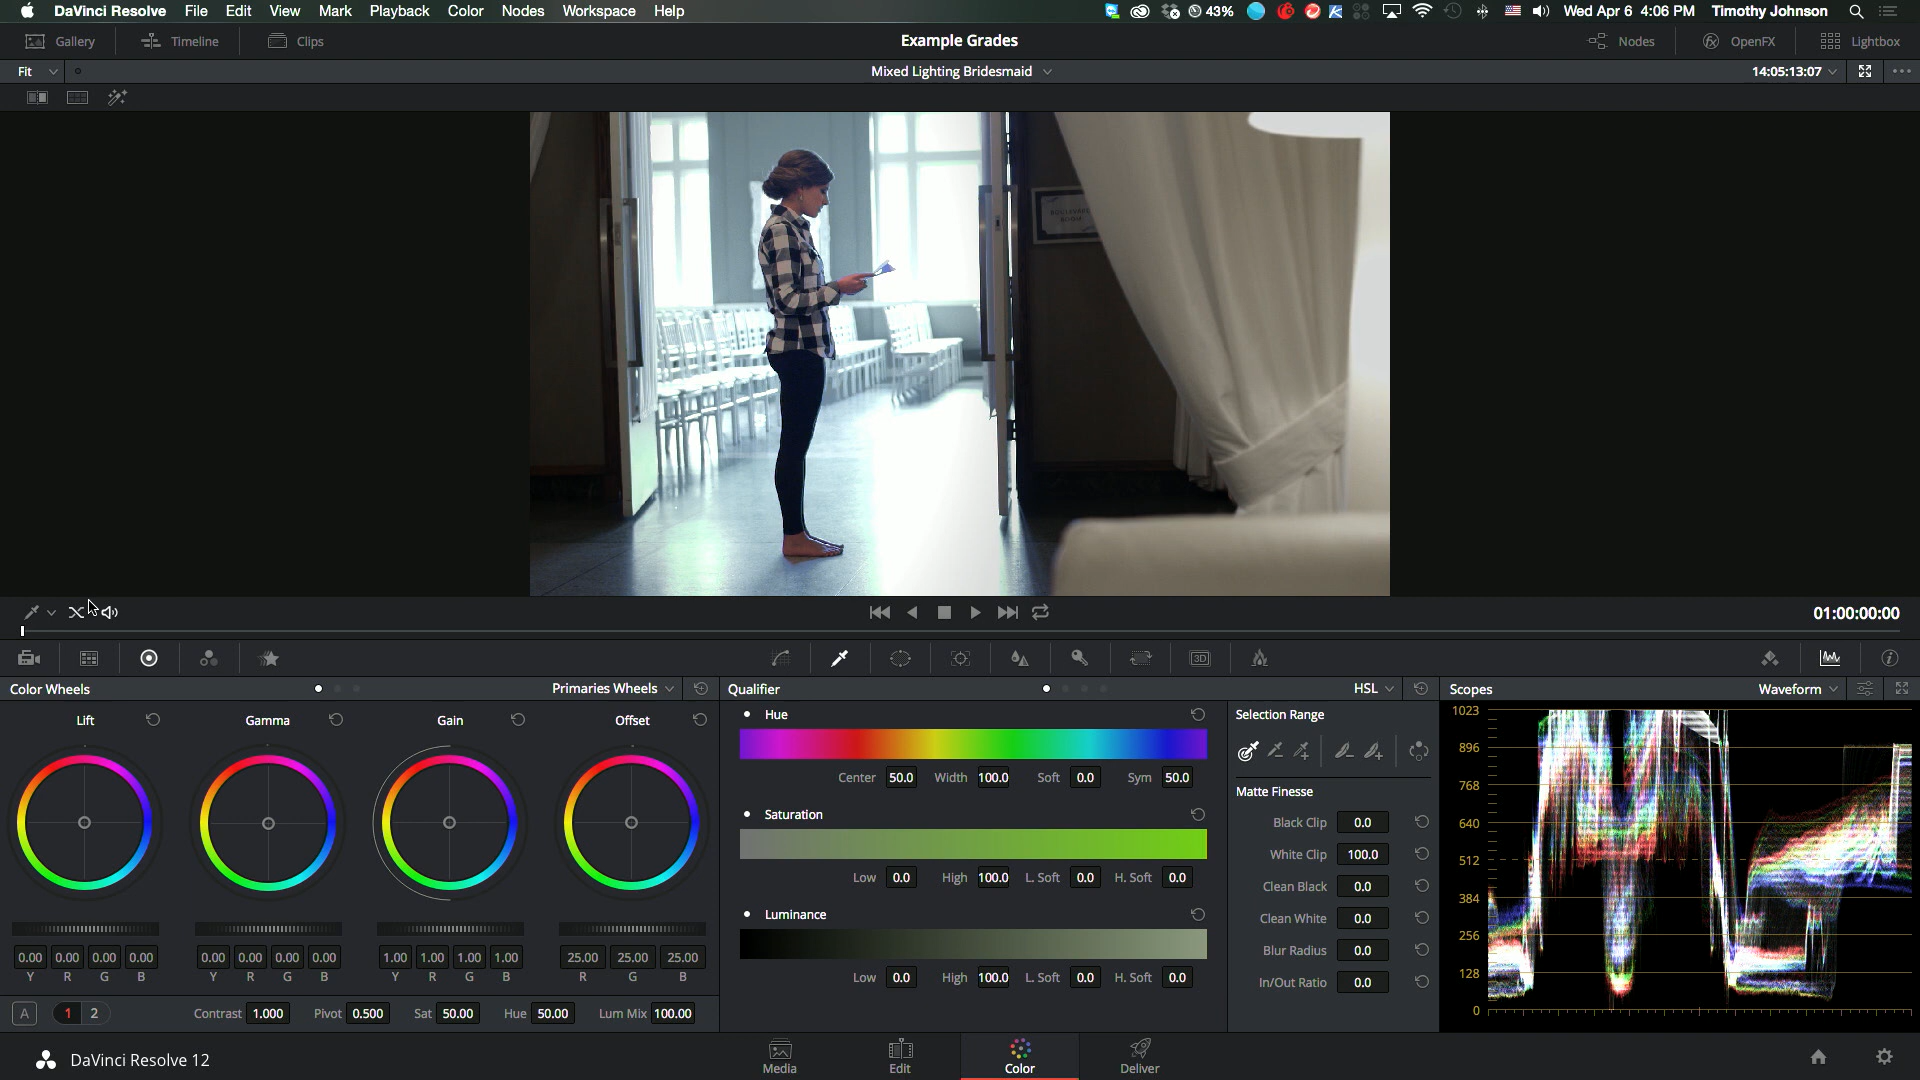 DaVinci Resolve File Edit View Mark Playback Color Nodes Workspace Help 43% Wed Apr 6 4:06 PM Timothy Johnson
Gallery Timeline Clips Example Grades Nodes OpenFX Lightbox
Fit Mixed Lighting Bridesmaid 14:05:13:07
01:00:00:00
3D
Color Wheels Primaries Wheels Qualifier HSL Scopes Waveform
Lift Gamma Gain Offset
0.00 0.00 0.00 0.00 0.00 0.00 0.00 0.00 1.00 1.00 1.00 1.00 25.00 25.00 25.00
Y R G B Y R G B Y R G B R G B
A 1 2 Contrast 1.000 Pivot 0.500 Sat 50.00 Hue 50.00 Lum Mix 100.00
Hue
Center 50.0 Width 100.0 Soft 0.0 Sym 50.0
Saturation
Low 0.0 High 100.0 L. Soft 0.0 H. Soft 0.0
Luminance
Low 0.0 High 100.0 L. Soft 0.0 H. Soft 0.0
Selection Range
Matte Finesse
Black Clip 0.0
White Clip 100.0
Clean Black 0.0
Clean White 0.0
Blur Radius 0.0
In/Out Ratio 0.0
1023
896
768
640
512
384
256
128
0
DaVinci Resolve 12 Media Edit Color Deliver